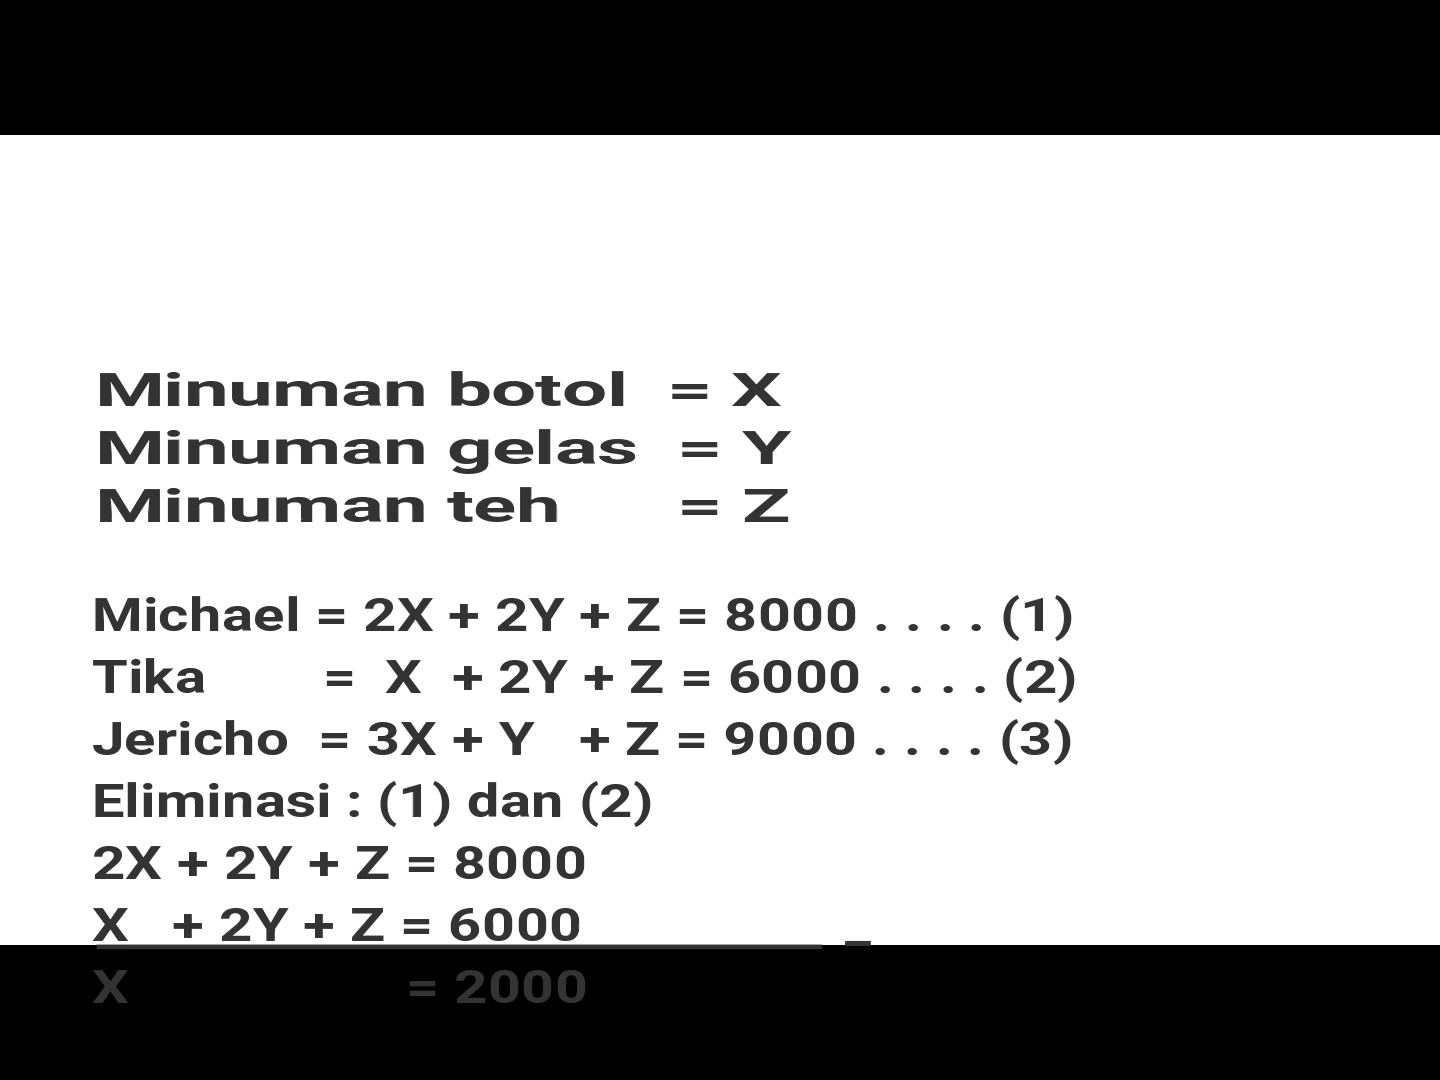 Minuman botol = X
Minuman gelas = Y
Minuman teh = Z
Michael = 2X + 2Y + Z = 8000 . . . . (1)
Tika = X + 2Y + Z = 6000 . . . . (2)
Jericho = 3X + Y + Z = 9000 . . . . (3)
Eliminasi : (1) dan (2)
2X + 2Y + Z = 8000
X + 2Y + Z = 6000 –
X = 2000